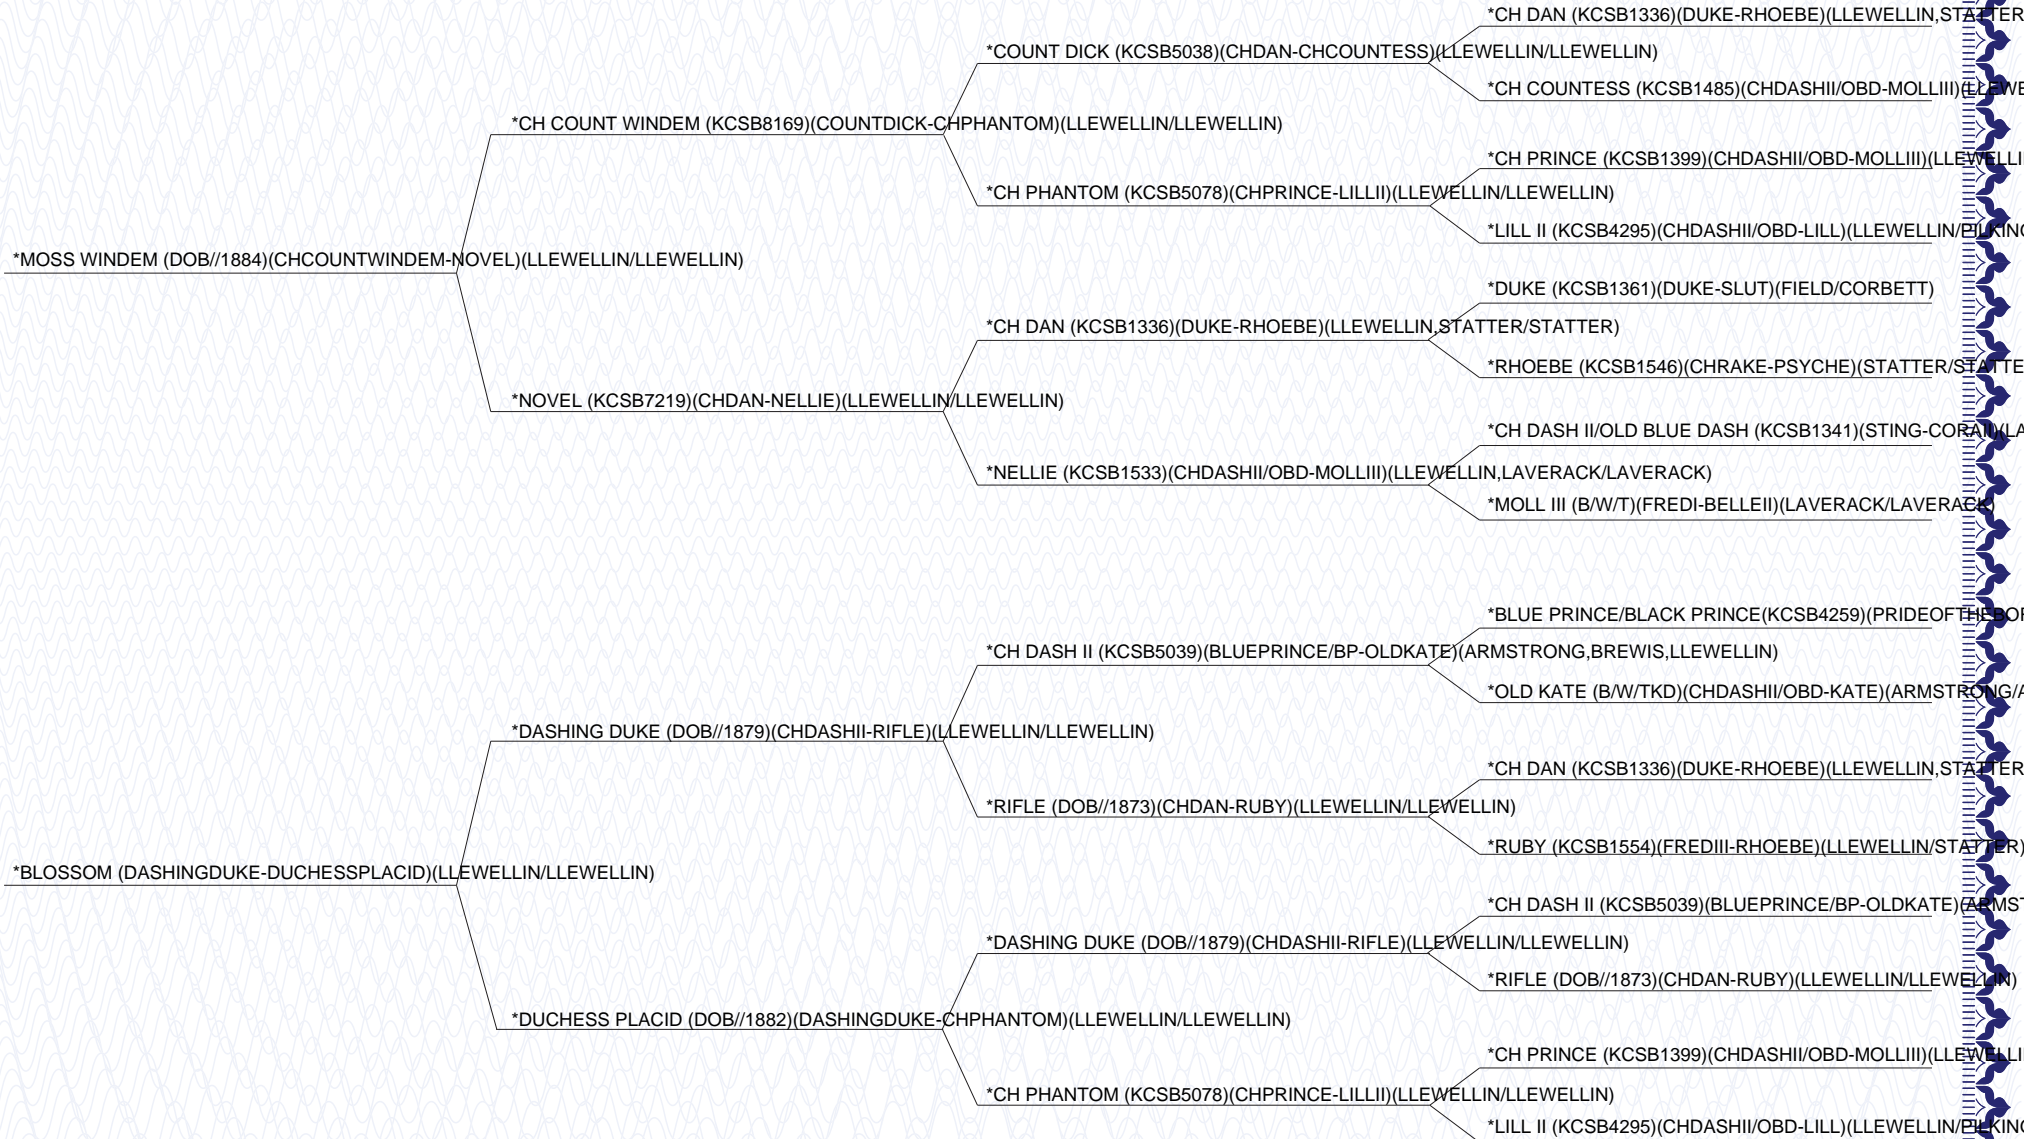 *CH DAN (KCSB1336)(DUKE-RHOEBE)(LLEWELLIN,STATTER
*COUNT DICK (KCSB5038)(CHDAN-CHCOUNTESS)(LLEWELLIN/LLEWELLIN)
*CH COUNTESS (KCSB1485)(CHDASHII/OBD-MOLLIII)(LLEWE
*CH COUNT WINDEM (KCSB8169)(COUNTDICK-CHPHANTOM)(LLEWELLIN/LLEWELLIN)
*CH PRINCE (KCSB1399)(CHDASHII/OBD-MOLLIII)(LLEWELLI
*CH PHANTOM (KCSB5078)(CHPRINCE-LILLII)(LLEWELLIN/LLEWELLIN)
*LILL II (KCSB4295)(CHDASHII/OBD-LILL)(LLEWELLIN/PILKING
*MOSS WINDEM (DOB//1884)(CHCOUNTWINDEM-NOVEL)(LLEWELLIN/LLEWELLIN)
*DUKE (KCSB1361)(DUKE-SLUT)(FIELD/CORBETT)
*CH DAN (KCSB1336)(DUKE-RHOEBE)(LLEWELLIN,STATTER/STATTER)
*RHOEBE (KCSB1546)(CHRAKE-PSYCHE)(STATTER/STATTE
*NOVEL (KCSB7219)(CHDAN-NELLIE)(LLEWELLIN/LLEWELLIN)
*CH DASH II/OLD BLUE DASH (KCSB1341)(STING-CORAII)(LA
*NELLIE (KCSB1533)(CHDASHII/OBD-MOLLIII)(LLEWELLIN,LAVERACK/LAVERACK)
*MOLL III (B/W/T)(FREDI-BELLEII)(LAVERACK/LAVERACK)
*BLUE PRINCE/BLACK PRINCE(KCSB4259)(PRIDEOFTHEBOR
*CH DASH II (KCSB5039)(BLUEPRINCE/BP-OLDKATE)(ARMSTRONG,BREWIS,LLEWELLIN)
*OLD KATE (B/W/TKD)(CHDASHII/OBD-KATE)(ARMSTRONG/A
*DASHING DUKE (DOB//1879)(CHDASHII-RIFLE)(LLEWELLIN/LLEWELLIN)
*CH DAN (KCSB1336)(DUKE-RHOEBE)(LLEWELLIN,STATTER
*RIFLE (DOB//1873)(CHDAN-RUBY)(LLEWELLIN/LLEWELLIN)
*RUBY (KCSB1554)(FREDIII-RHOEBE)(LLEWELLIN/STATTER)
*BLOSSOM (DASHINGDUKE-DUCHESSPLACID)(LLEWELLIN/LLEWELLIN)
*CH DASH II (KCSB5039)(BLUEPRINCE/BP-OLDKATE)(ARMST
*DASHING DUKE (DOB//1879)(CHDASHII-RIFLE)(LLEWELLIN/LLEWELLIN)
*RIFLE (DOB//1873)(CHDAN-RUBY)(LLEWELLIN/LLEWELLIN)
*DUCHESS PLACID (DOB//1882)(DASHINGDUKE-CHPHANTOM)(LLEWELLIN/LLEWELLIN)
*CH PRINCE (KCSB1399)(CHDASHII/OBD-MOLLIII)(LLEWELLI
*CH PHANTOM (KCSB5078)(CHPRINCE-LILLII)(LLEWELLIN/LLEWELLIN)
*LILL II (KCSB4295)(CHDASHII/OBD-LILL)(LLEWELLIN/PILKING